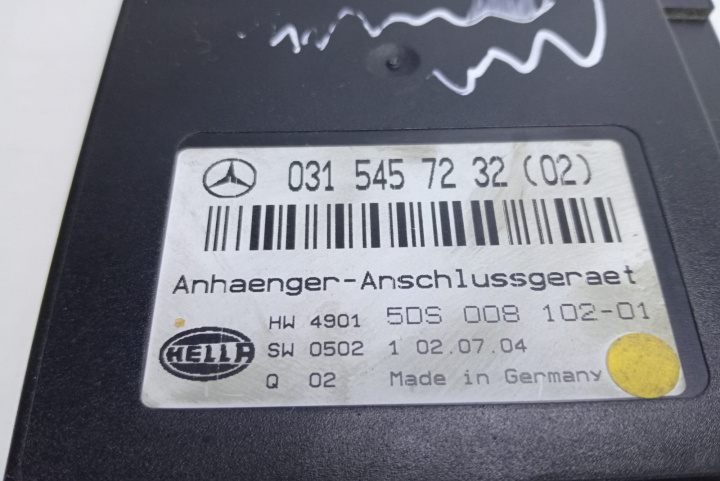 031 545 72 32 (02)
Anhaenger-Anschlussgeraet
HW 4901 5DS 008 102-01
HELLA SW 0502 1 02.07.04
Q 02 Made in Germany